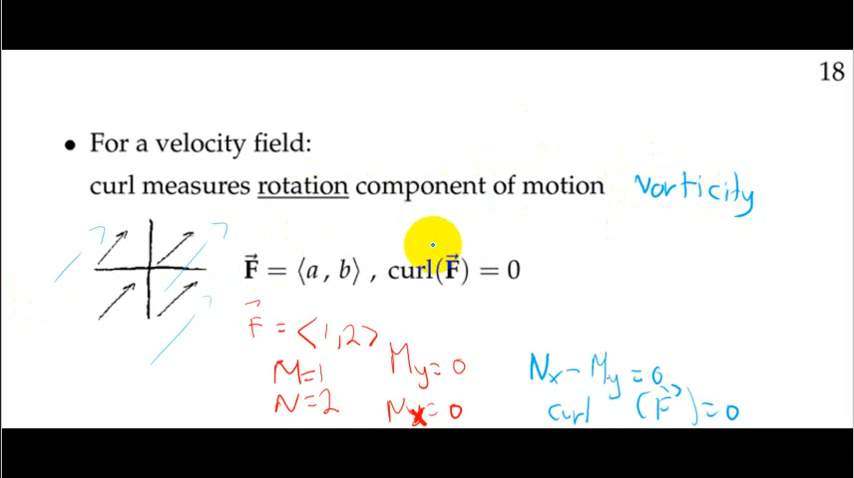 18
• For a velocity field:
curl measures rotation component of motion vorticity
F⃗ = ⟨a , b⟩ , curl(F⃗) = 0
F⃗ = <1,2>
M=1 My=0
N=2 Nx=0
Nx - My = 0
curl (F⃗) = 0